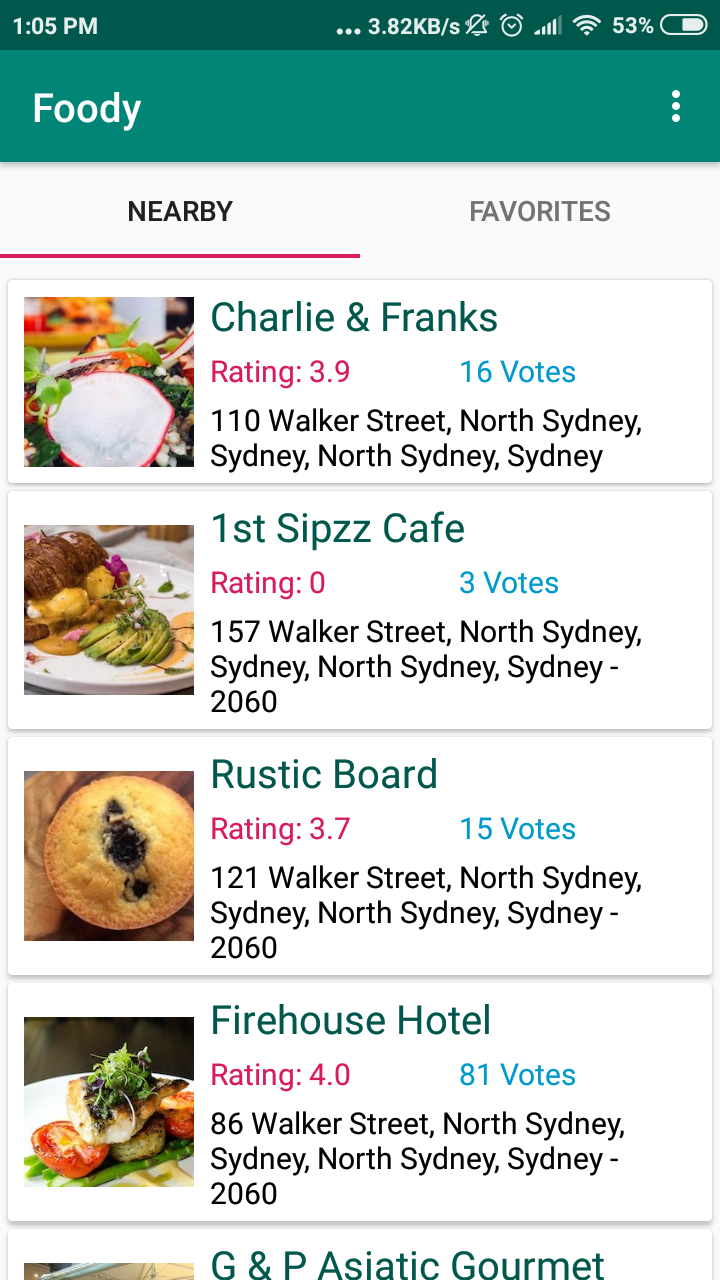 1:05 PM ... 3.82KB/s 53%
Foody
NEARBY FAVORITES
Charlie & Franks
Rating: 3.9 16 Votes
110 Walker Street, North Sydney,
Sydney, North Sydney, Sydney
1st Sipzz Cafe
Rating: 0 3 Votes
157 Walker Street, North Sydney,
Sydney, North Sydney, Sydney -
2060
Rustic Board
Rating: 3.7 15 Votes
121 Walker Street, North Sydney,
Sydney, North Sydney, Sydney -
2060
Firehouse Hotel
Rating: 4.0 81 Votes
86 Walker Street, North Sydney,
Sydney, North Sydney, Sydney -
2060
G & P Asiatic Gourmet